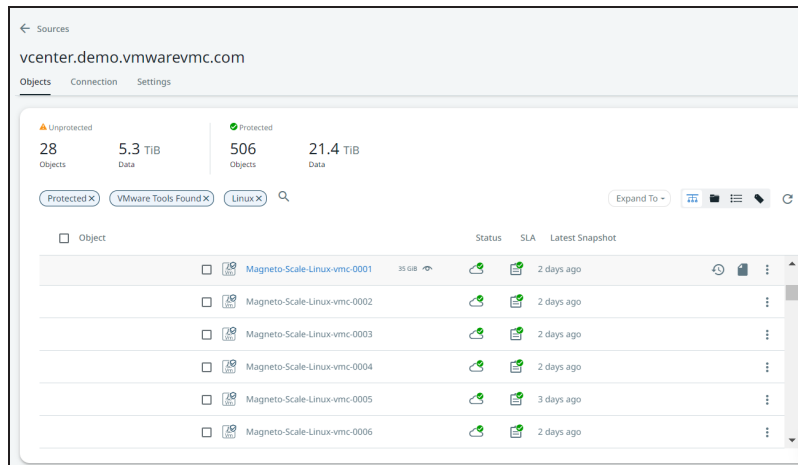 Sources
vcenter.demo.vmwarevmc.com
Objects Connection Settings
Unprotected Protected
28 5.3 TiB 506 21.4 TiB
Objects Data Objects Data
Protected VMware Tools Found Linux Expand To
Object Status SLA Latest Snapshot
Magneto-Scale-Linux-vmc-0001 35 GiB 2 days ago
Magneto-Scale-Linux-vmc-0002 2 days ago
Magneto-Scale-Linux-vmc-0003 2 days ago
Magneto-Scale-Linux-vmc-0004 2 days ago
Magneto-Scale-Linux-vmc-0005 3 days ago
Magneto-Scale-Linux-vmc-0006 2 days ago